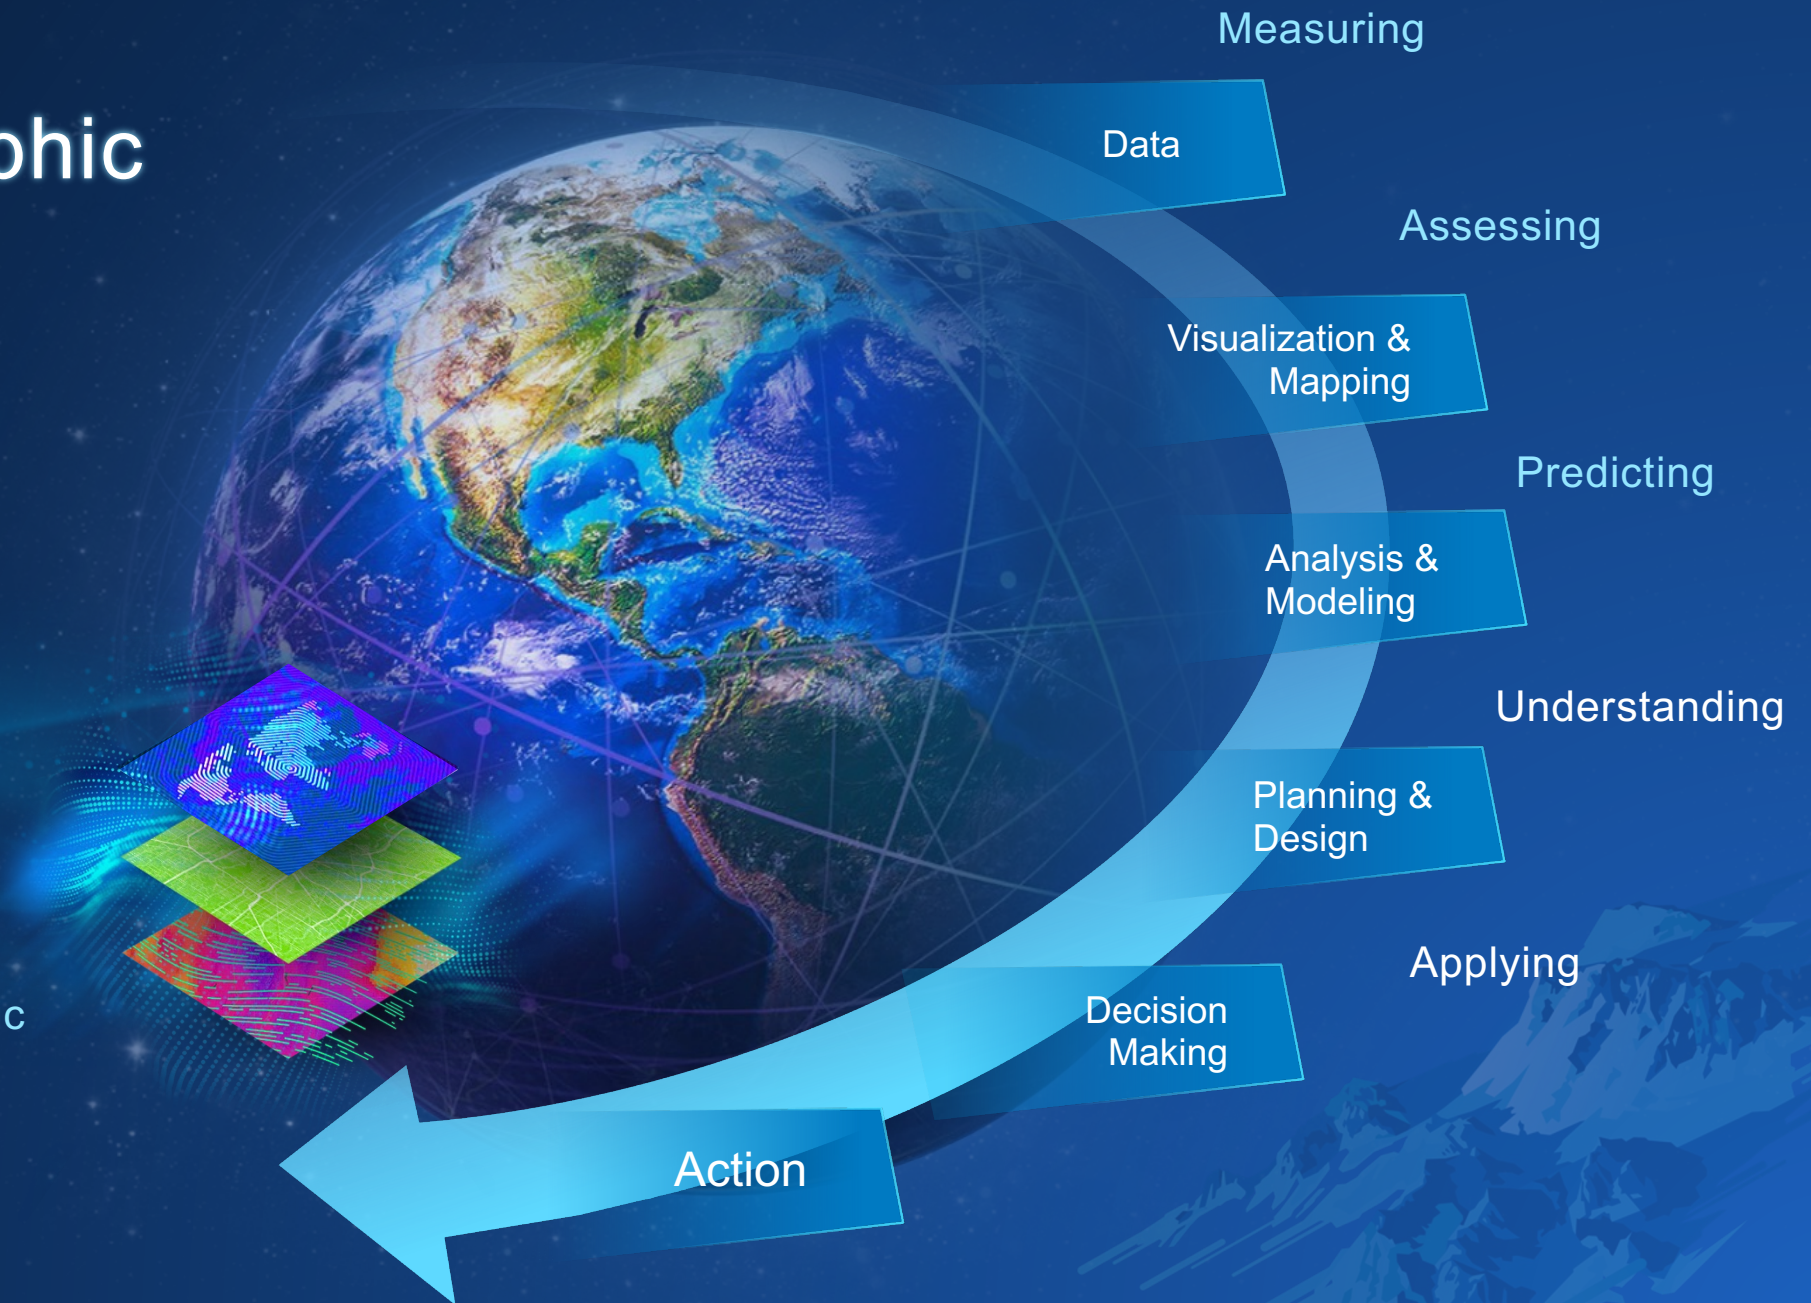 Measuring
phic
Data
Assessing
Visualization &
Mapping
Predicting
Analysis &
Modeling
Understanding
Planning &
Design
Applying
c
Decision
Making
Action